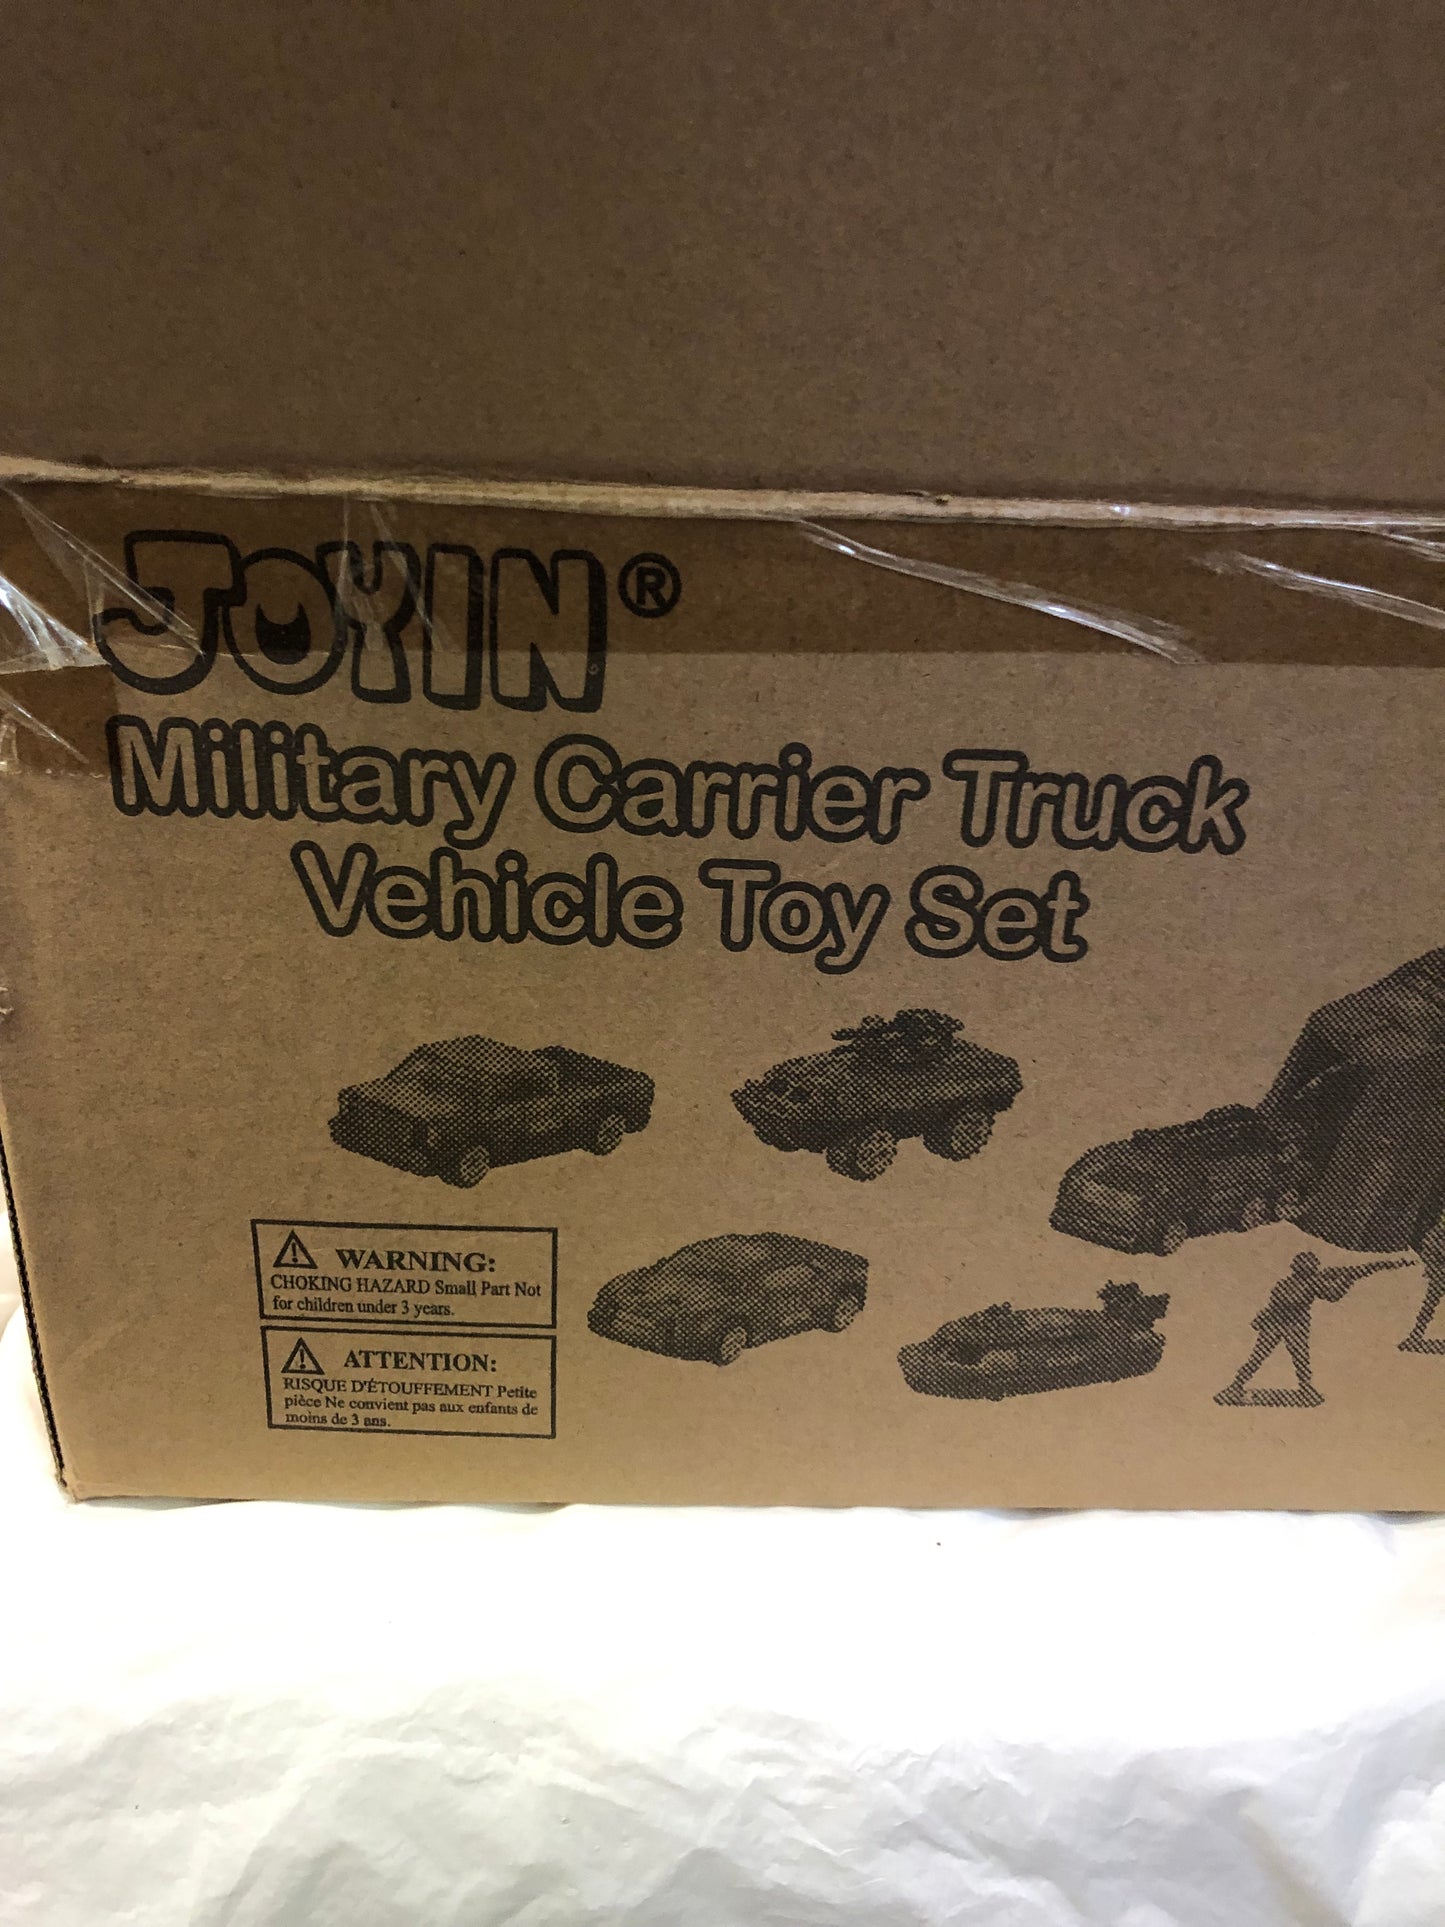 JOYIN®
Military Carrier Truck
Vehicle Toy Set
WARNING:
CHOKING HAZARD Small Part Not
for children under 3 years.
ATTENTION:
RISQUE D'ÉTOUFFEMENT Petite
pièce Ne convient pas aux enfants de
moins de 3 ans.